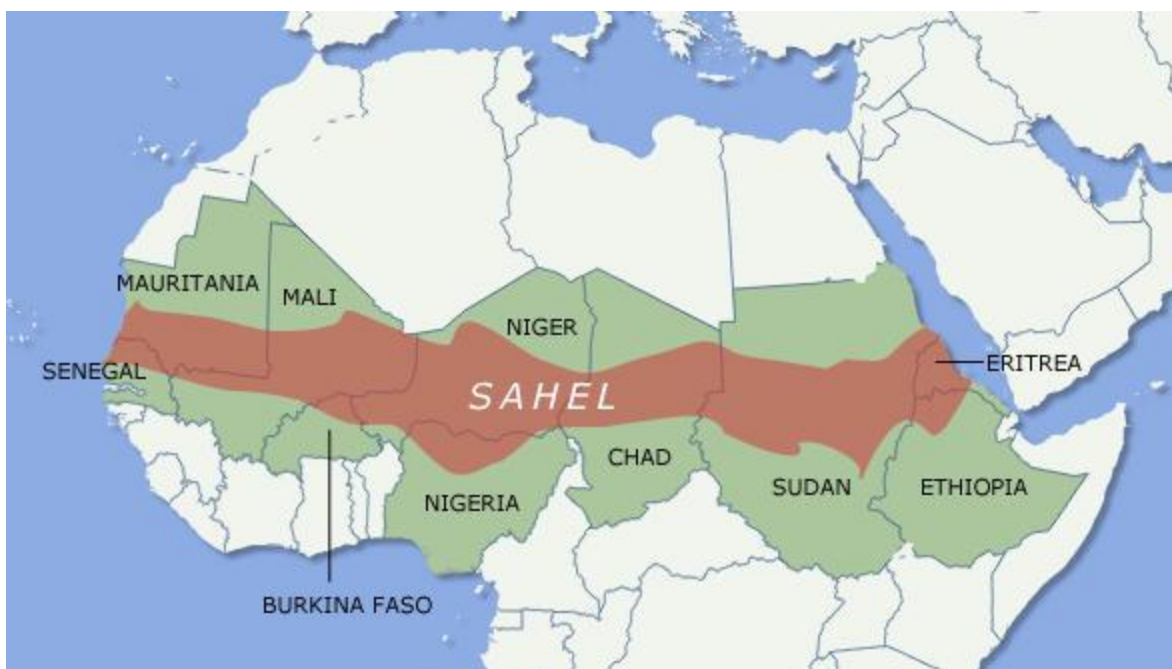 MAURITANIA
MALI
NIGER
SENEGAL
ERITREA
SAHEL
CHAD
NIGERIA
SUDAN
ETHIOPIA
BURKINA FASO